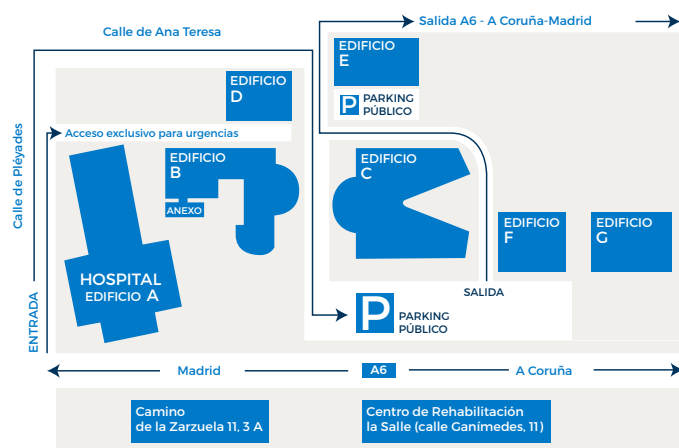 Calle de Ana Teresa
Salida A6 - A Coruña-Madrid
EDIFICIO
E
P PARKING
PÚBLICO
EDIFICIO
D
Acceso exclusivo para urgencias
Calle de Pléyades
EDIFICIO
B
ANEXO
EDIFICIO
C
EDIFICIO
F
EDIFICIO
G
HOSPITAL
EDIFICIO A
ENTRADA
SALIDA
P PARKING
PÚBLICO
Madrid
A6
A Coruña
Camino
de la Zarzuela 11, 3 A
Centro de Rehabilitación
la Salle (calle Ganímedes, 11)